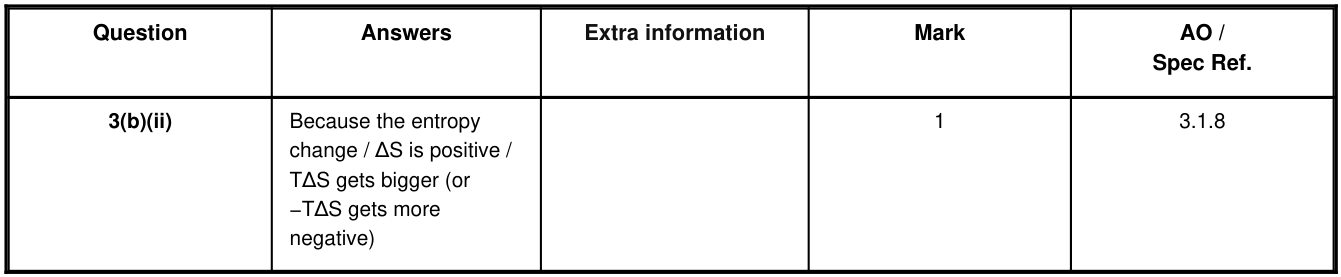 Question Answers Extra information Mark AO /
Spec Ref.
3(b)(ii) Because the entropy 1 3.1.8
change / ΔS is positive /
TΔS gets bigger (or
−TΔS gets more
negative)